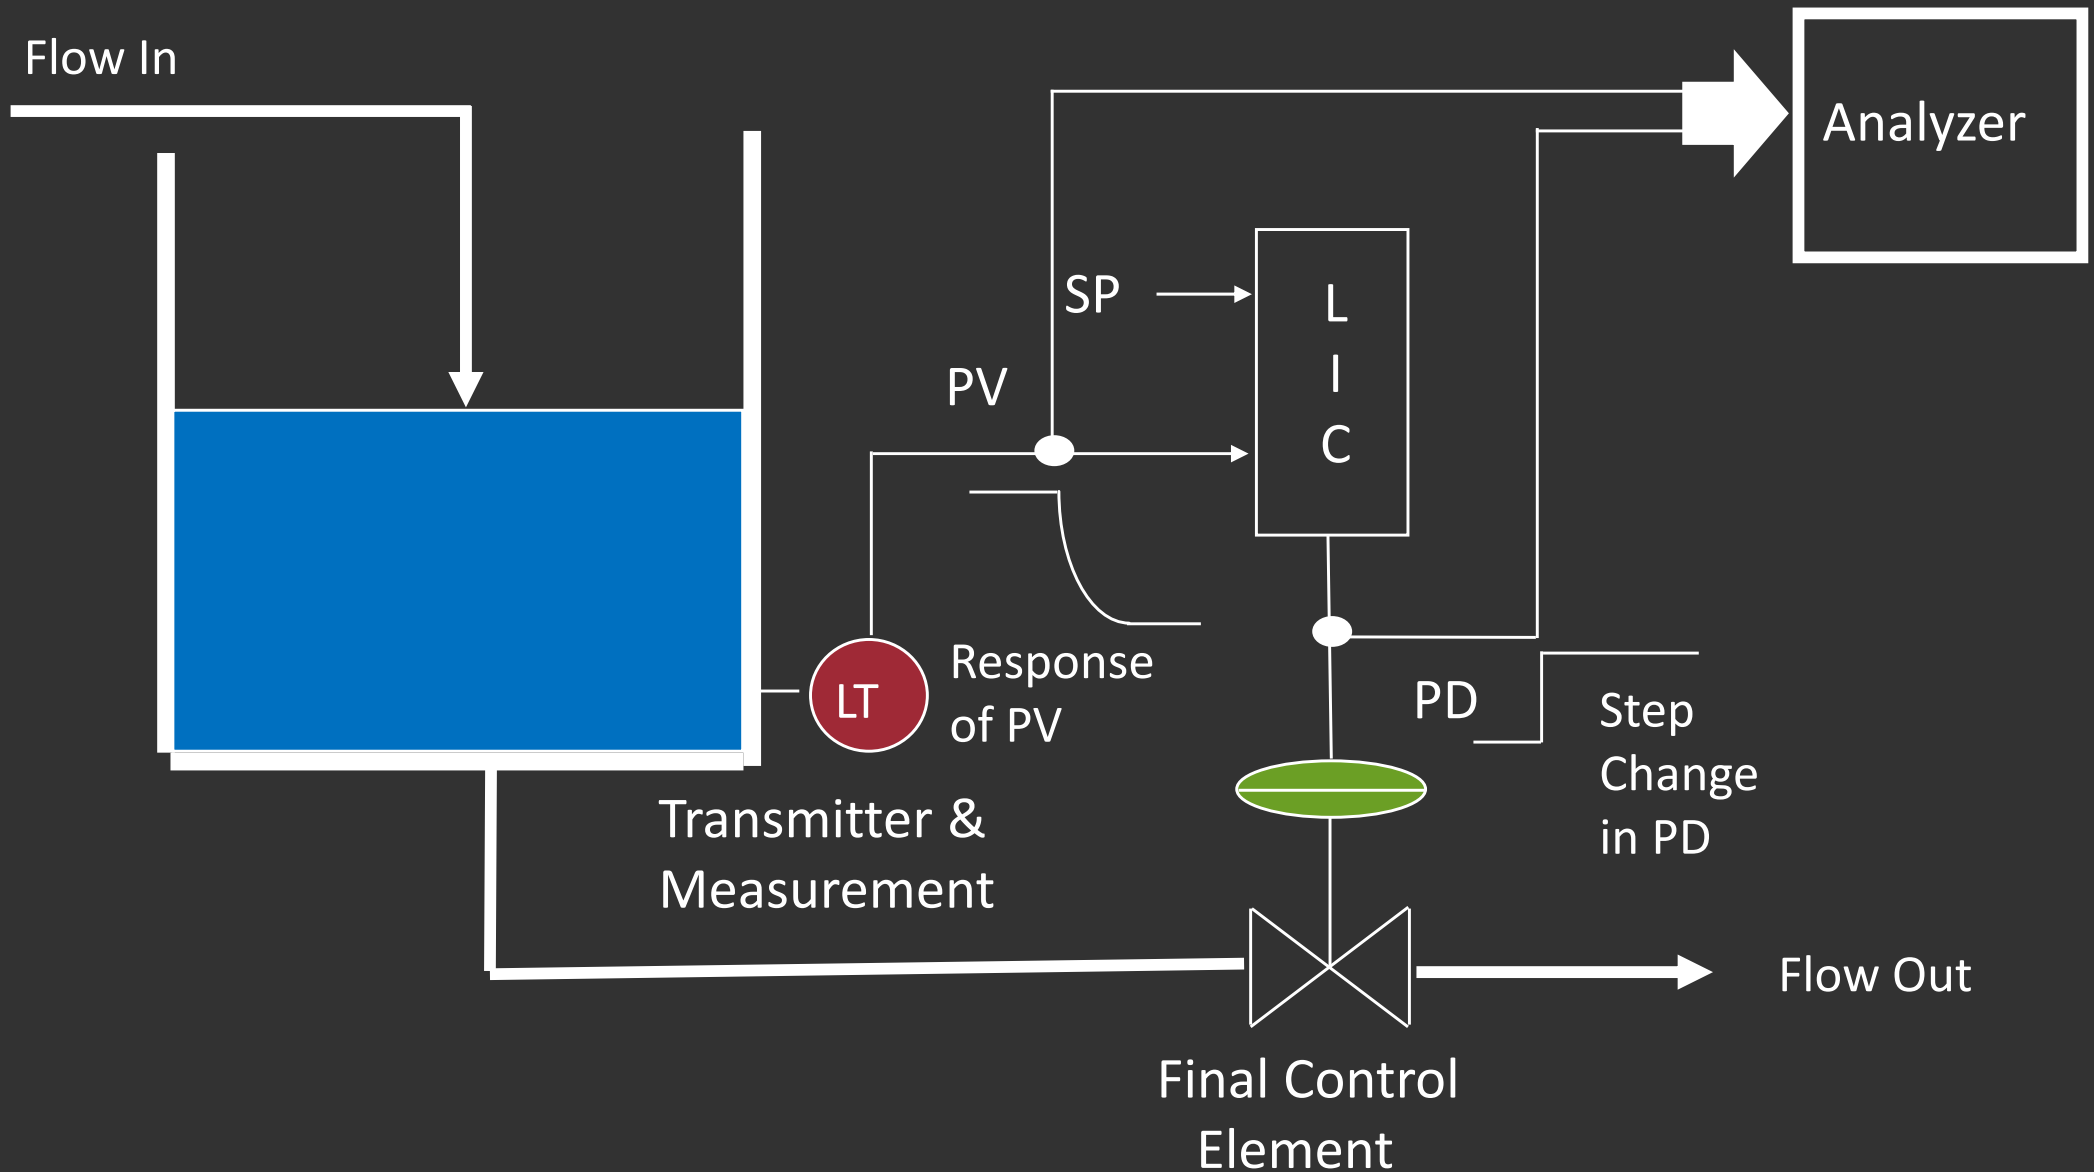 Flow In
Analyzer
SP
L
I
C
PV
Response
of PV
LT
PD
Step
Change
in PD
Transmitter &
Measurement
Flow Out
Final Control
Element